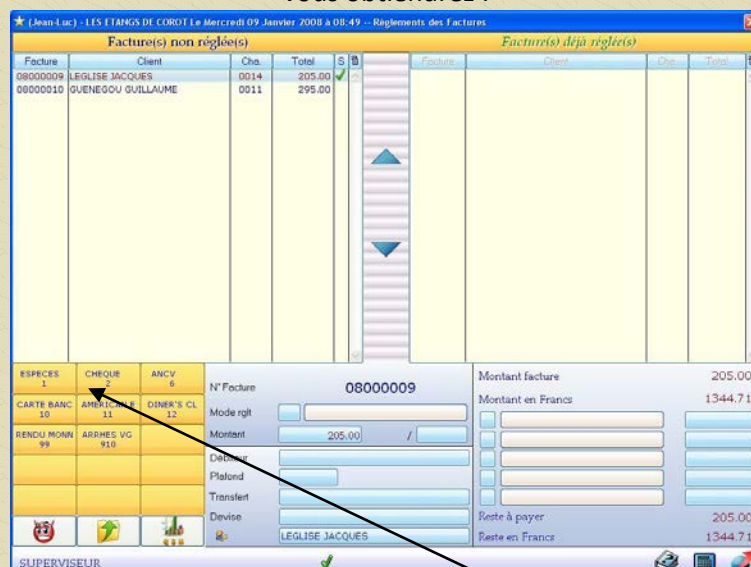 (Jean-Luc) - LES ETANGS DE COROT Le Mercredi 09 Janvier 2008 à 08:49 -- Règlements des Factures
Facture(s) non réglée(s) Facture(s) déjà réglée(s)
Facture Client Cha. Total S Facture Client Cha. Total
08000009 LEGLISE JACQUES 0014 205.00
08000010 GUENEGOU GUILLAUME 0011 295.00
ESPECES CHEQUE ANCV
1 2 6
CARTE BANC AMERICAN E DINER'S CL
10 11 12
RENDU MONN ARRHES VG
99 910
N° Facture 08000009
Mode rglt
Montant 205.00 /
Débiteur
Plafond
Transfert
Devise
LEGLISE JACQUES
Montant facture 205.00
Montant en Francs 1344.71
Reste à payer 205.00
Reste en Francs 1344.71
SUPERVISEUR